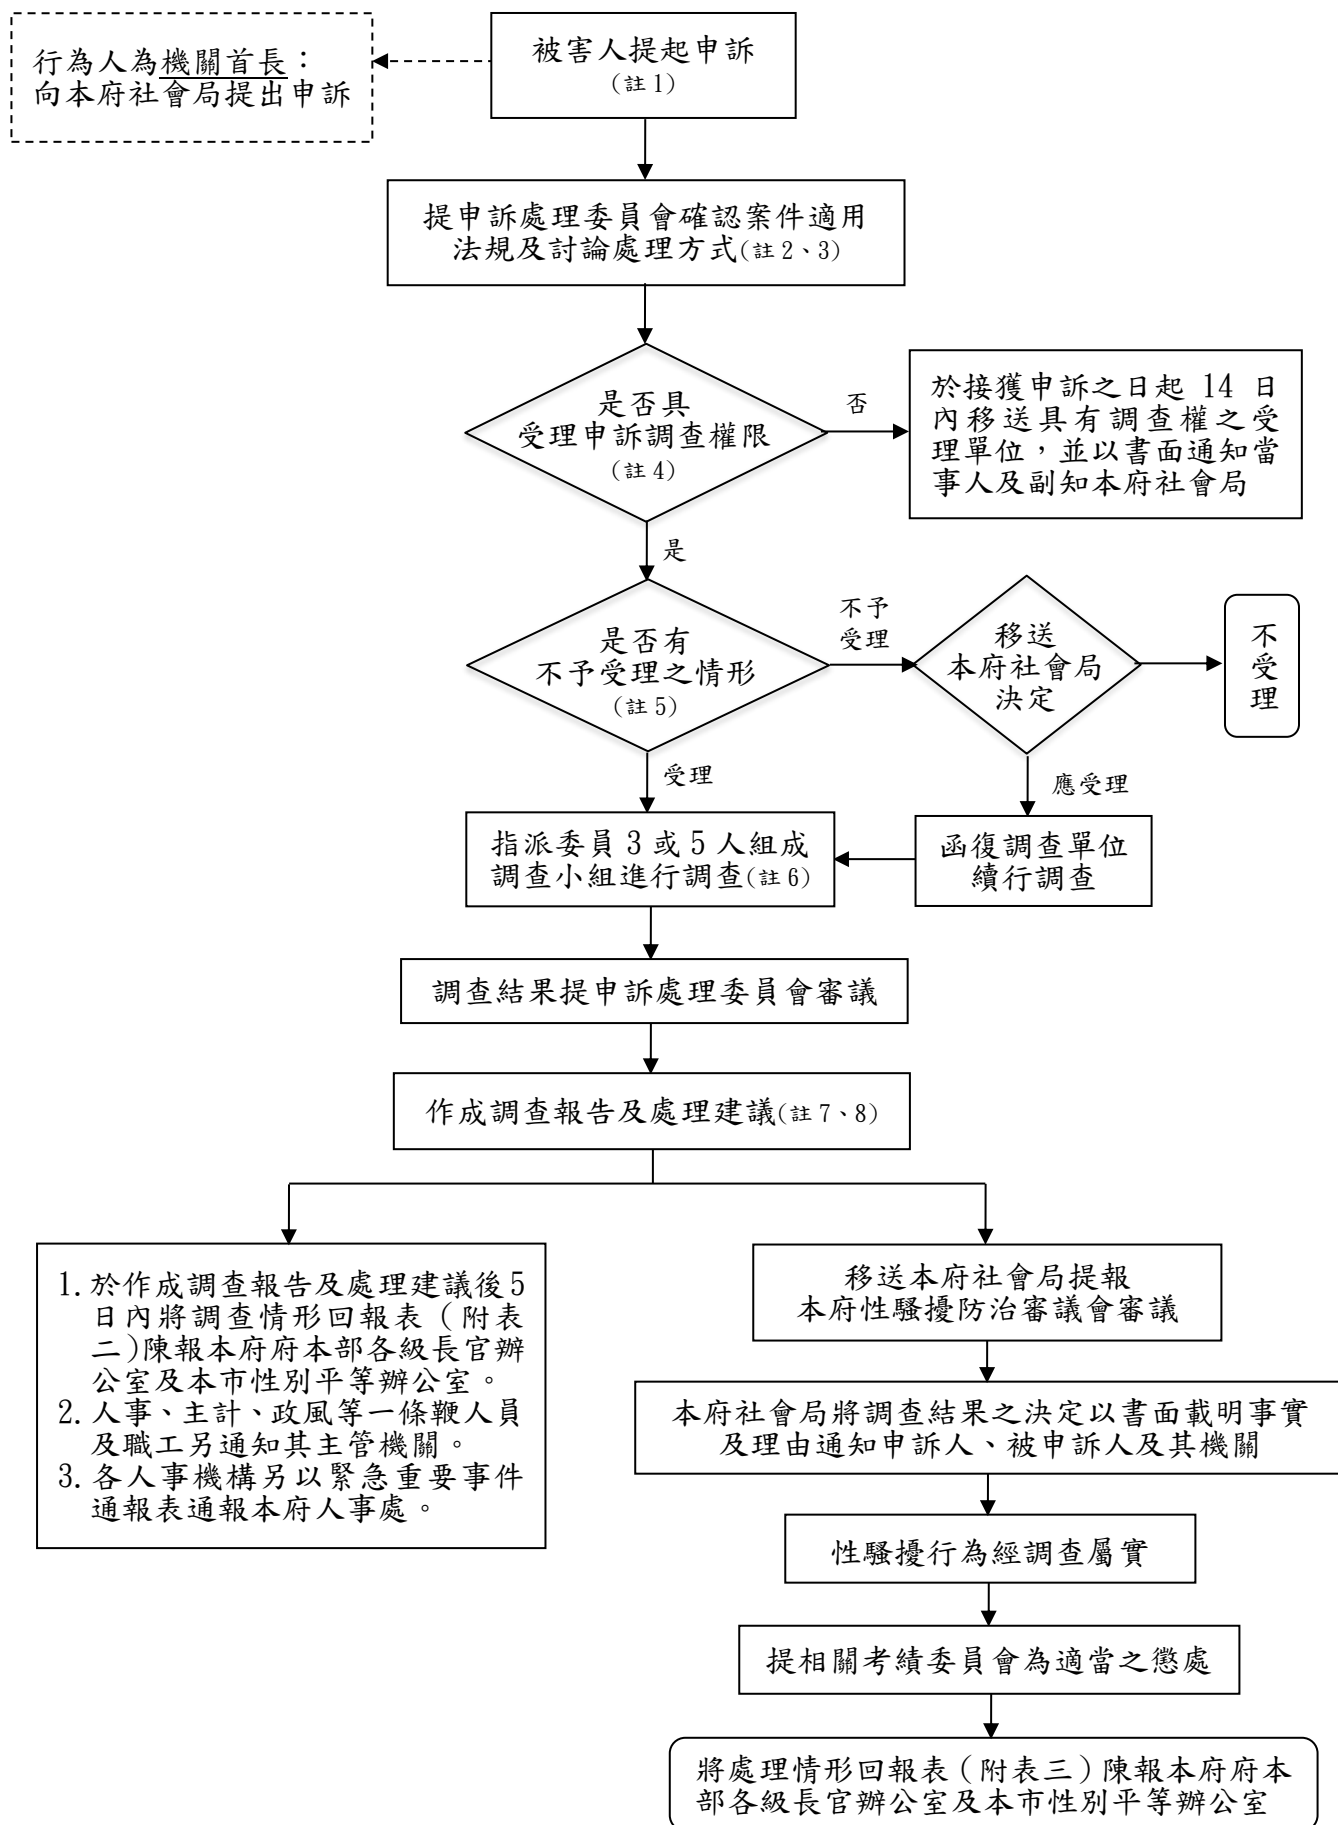 行為人為機關首長：
向本府社會局提出申訴
被害人提起申訴
(註 1)
提申訴處理委員會確認案件適用
法規及討論處理方式(註 2、3)
是否具
受理申訴調查權限
(註 4)
否
於接獲申訴之日起 14 日
內移送具有調查權之受
理單位，並以書面通知當
事人及副知本府社會局
是
是否有
不予受理之情形
(註 5)
不予
受理
移送
本府社會局
決定
不
受
理
受理
應受理
指派委員 3 或 5 人組成
調查小組進行調查(註 6)
函復調查單位
續行調查
調查結果提申訴處理委員會審議
作成調查報告及處理建議(註 7、8)
1. 於作成調查報告及處理建議後 5
日內將調查情形回報表（附表
二)陳報本府府本部各級長官辦
公室及本市性別平等辦公室。
2. 人事、主計、政風等一條鞭人員
及職工另通知其主管機關。
3. 各人事機構另以緊急重要事件
通報表通報本府人事處。
移送本府社會局提報
本府性騷擾防治審議會審議
本府社會局將調查結果之決定以書面載明事實
及理由通知申訴人、被申訴人及其機關
性騷擾行為經調查屬實
提相關考績委員會為適當之懲處
將處理情形回報表（附表三）陳報本府府本
部各級長官辦公室及本市性別平等辦公室